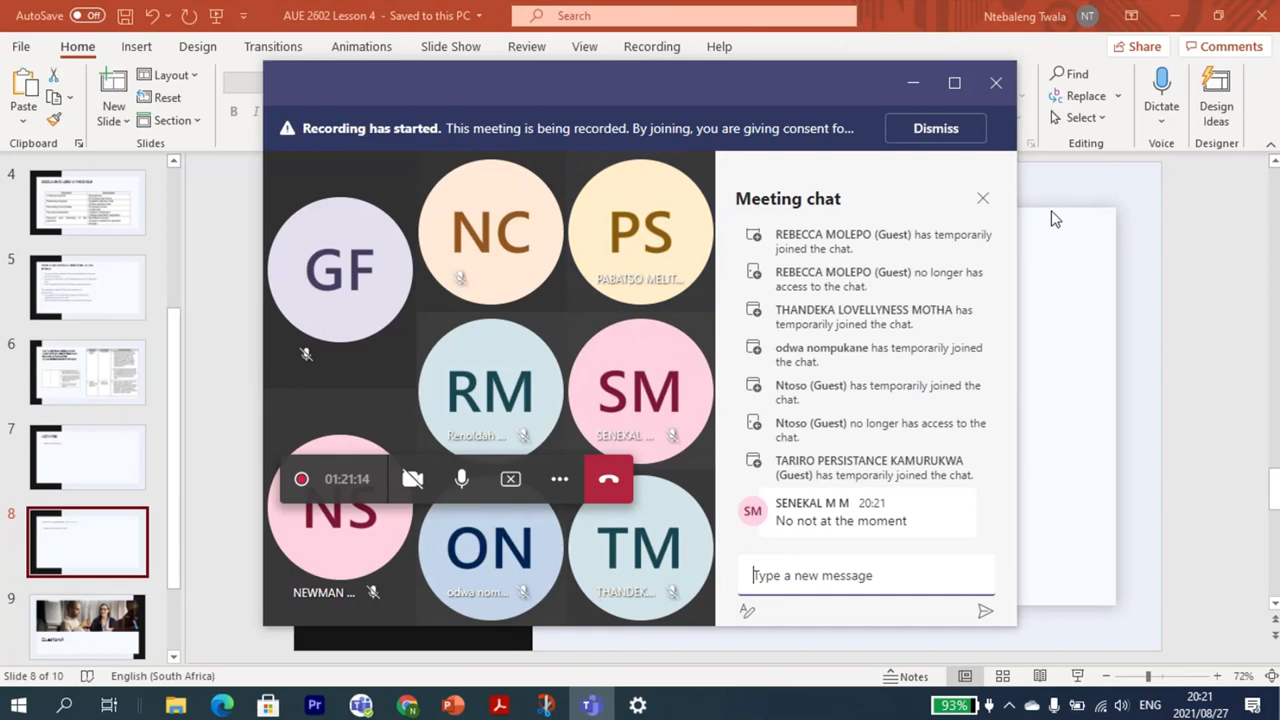 AutoSave Off AUE 2602 Lesson 4 - Saved to this PC Search Ntebaleng Twala NT
File Home Insert Design Transitions Animations Slide Show Review View Recording Help Share Comments
Paste
New
Slide
Layout
Reset
Section
B I
Find
Replace
Select
Dictate
Design
Ideas
Clipboard Slides Editing Voice Designer
Recording has started. This meeting is being recorded. By joining, you are giving consent fo... Dismiss
4
5
6
7
8
9
Questions?
GF
NC
PS
PABATSO MELIT...
RM
Renoldah ...
SM
SENEKAL ...
01:21:14
NS
NEWMAN ...
ON
odwa nom...
TM
THANDEK...
Meeting chat
REBECCA MOLEPO (Guest) has temporarily
joined the chat.
REBECCA MOLEPO (Guest) no longer has
access to the chat.
THANDEKA LOVELLYNESS MOTHA has
temporarily joined the chat.
odwa nompukane has temporarily joined
the chat.
Ntoso (Guest) has temporarily joined the
chat.
Ntoso (Guest) no longer has access to the
chat.
TARIRO PERSISTANCE KAMURUKWA
(Guest) has temporarily joined the chat.
SM SENEKAL M M 20:21
No not at the moment
Type a new message
Slide 8 of 10 English (South Africa) Notes 72%
Pr
93% ENG 20:21
2021/08/27